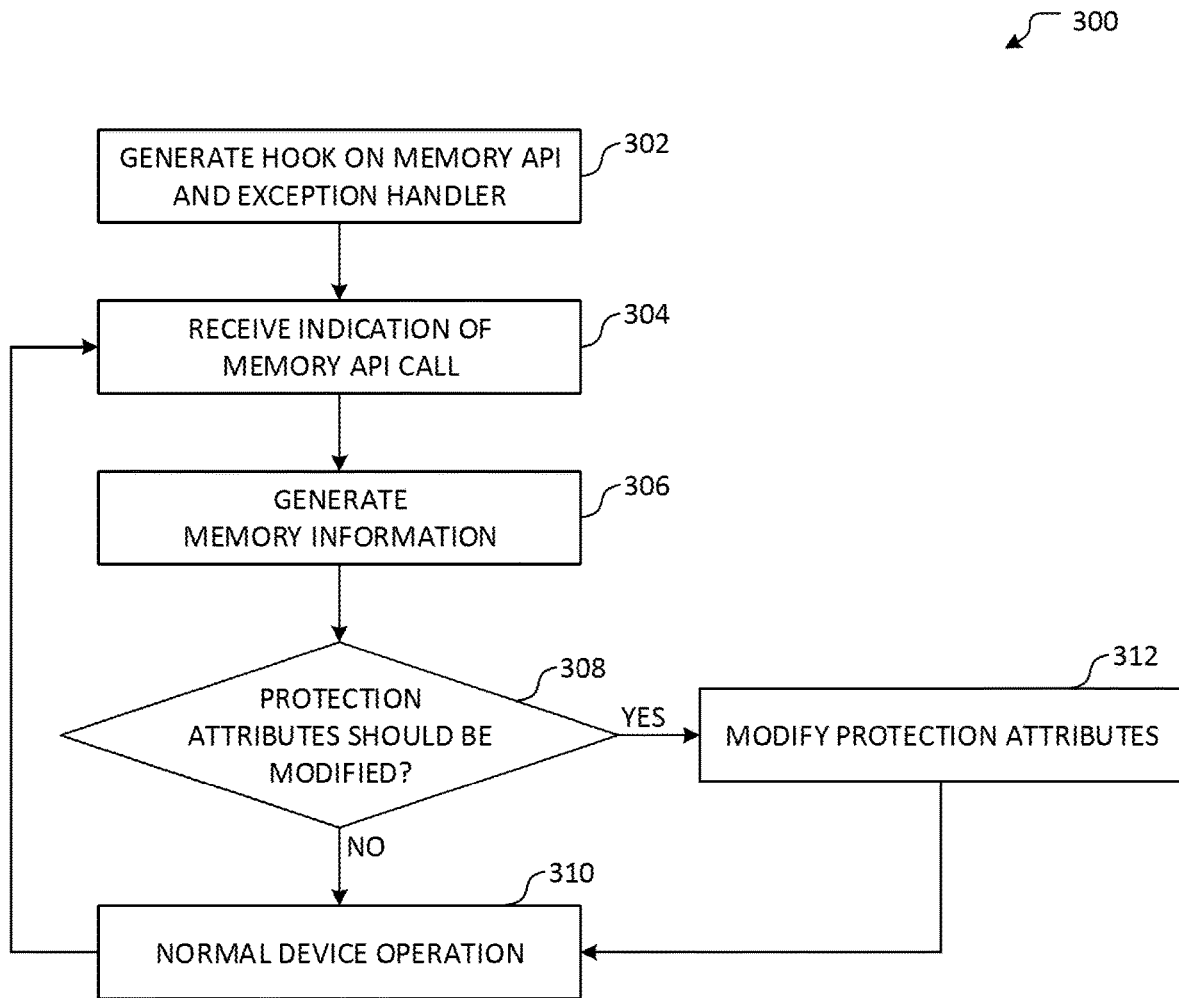 300
GENERATE HOOK ON MEMORY API
AND EXCEPTION HANDLER
302
RECEIVE INDICATION OF
MEMORY API CALL
304
GENERATE
MEMORY INFORMATION
306
PROTECTION
ATTRIBUTES SHOULD BE
MODIFIED?
308
YES
312
MODIFY PROTECTION ATTRIBUTES
NO
310
NORMAL DEVICE OPERATION